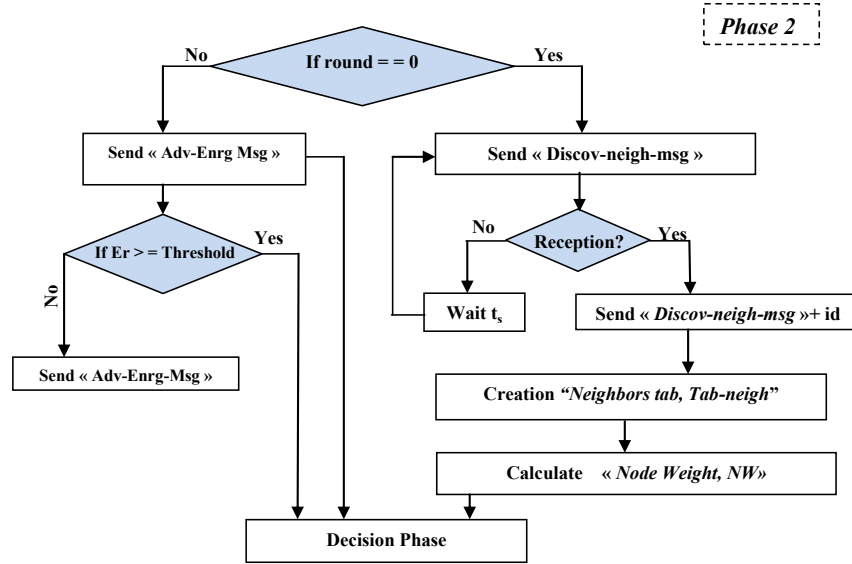 Phase 2
No
If round = = 0
Yes
Send « Adv-Enrg Msg »
Send « Discov-neigh-msg »
If Er > = Threshold
Yes
No
No
Reception?
Yes
Wait ts
Send « Discov-neigh-msg »+ id
Send « Adv-Enrg-Msg »
Creation “Neighbors tab, Tab-neigh”
Calculate « Node Weight, NW»
Decision Phase